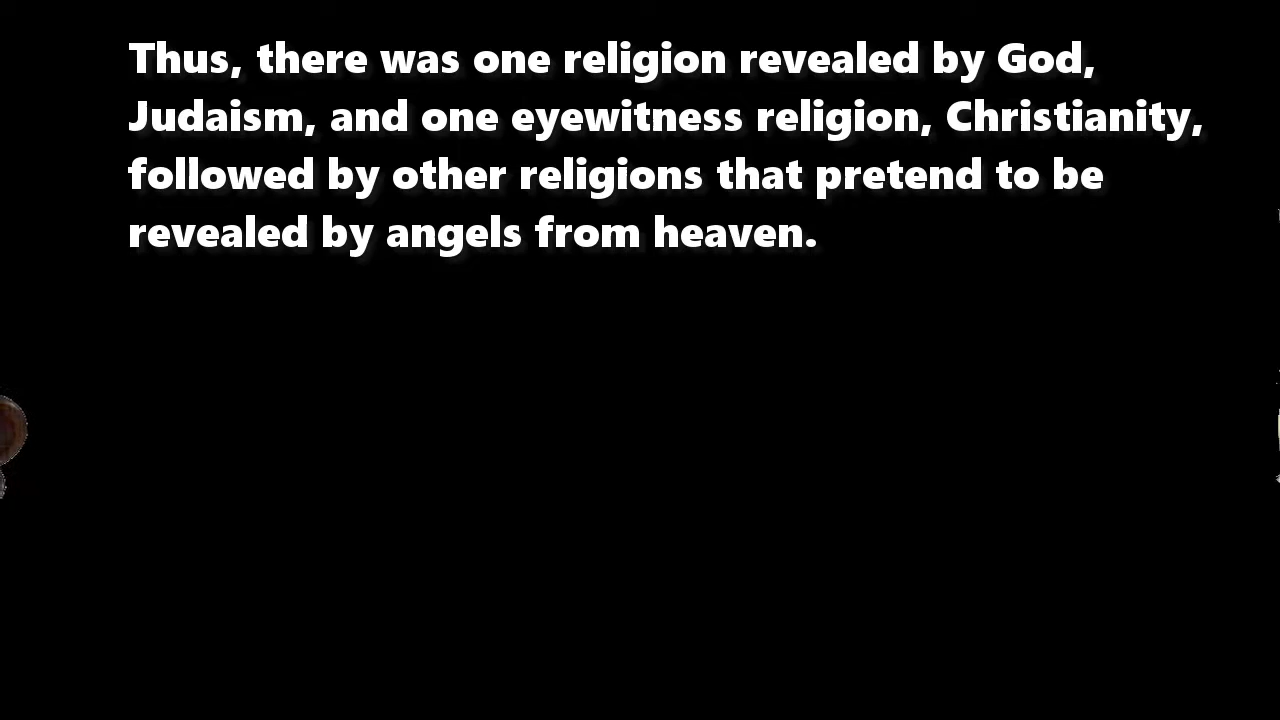 Thus, there was one religion revealed by God,
Judaism, and one eyewitness religion, Christianity,
followed by other religions that pretend to be
revealed by angels from heaven.